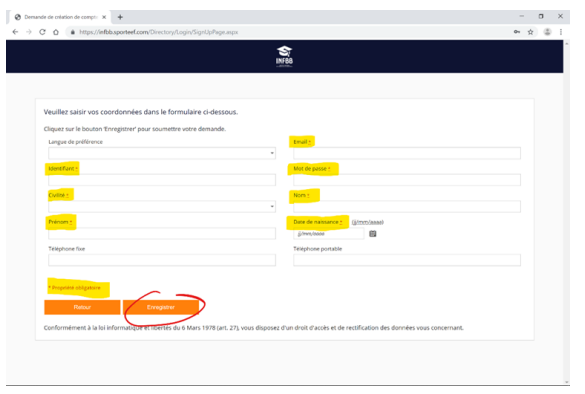 Demande de création de compt
https://infbb.sporteef.com/Directory/Login/SignUpPage.aspx
INFBB
Veuillez saisir vos coordonnées dans le formulaire ci-dessous.
Cliquez sur le bouton 'Enregistrer' pour soumettre votre demande.
Langue de préférence
Email *
Identifiant *
Mot de passe *
Civilité *
Nom *
Prénom *
Date de naissance * (jj/mm/aaaa)
jj/mm/aaaa
Téléphone fixe
Téléphone portable
* Propriété obligatoire
Retour
Enregistrer
Conformément à la loi informatique et libertés du 6 Mars 1978 (art. 27), vous disposez d'un droit d'accès et de rectification des données vous concernant.